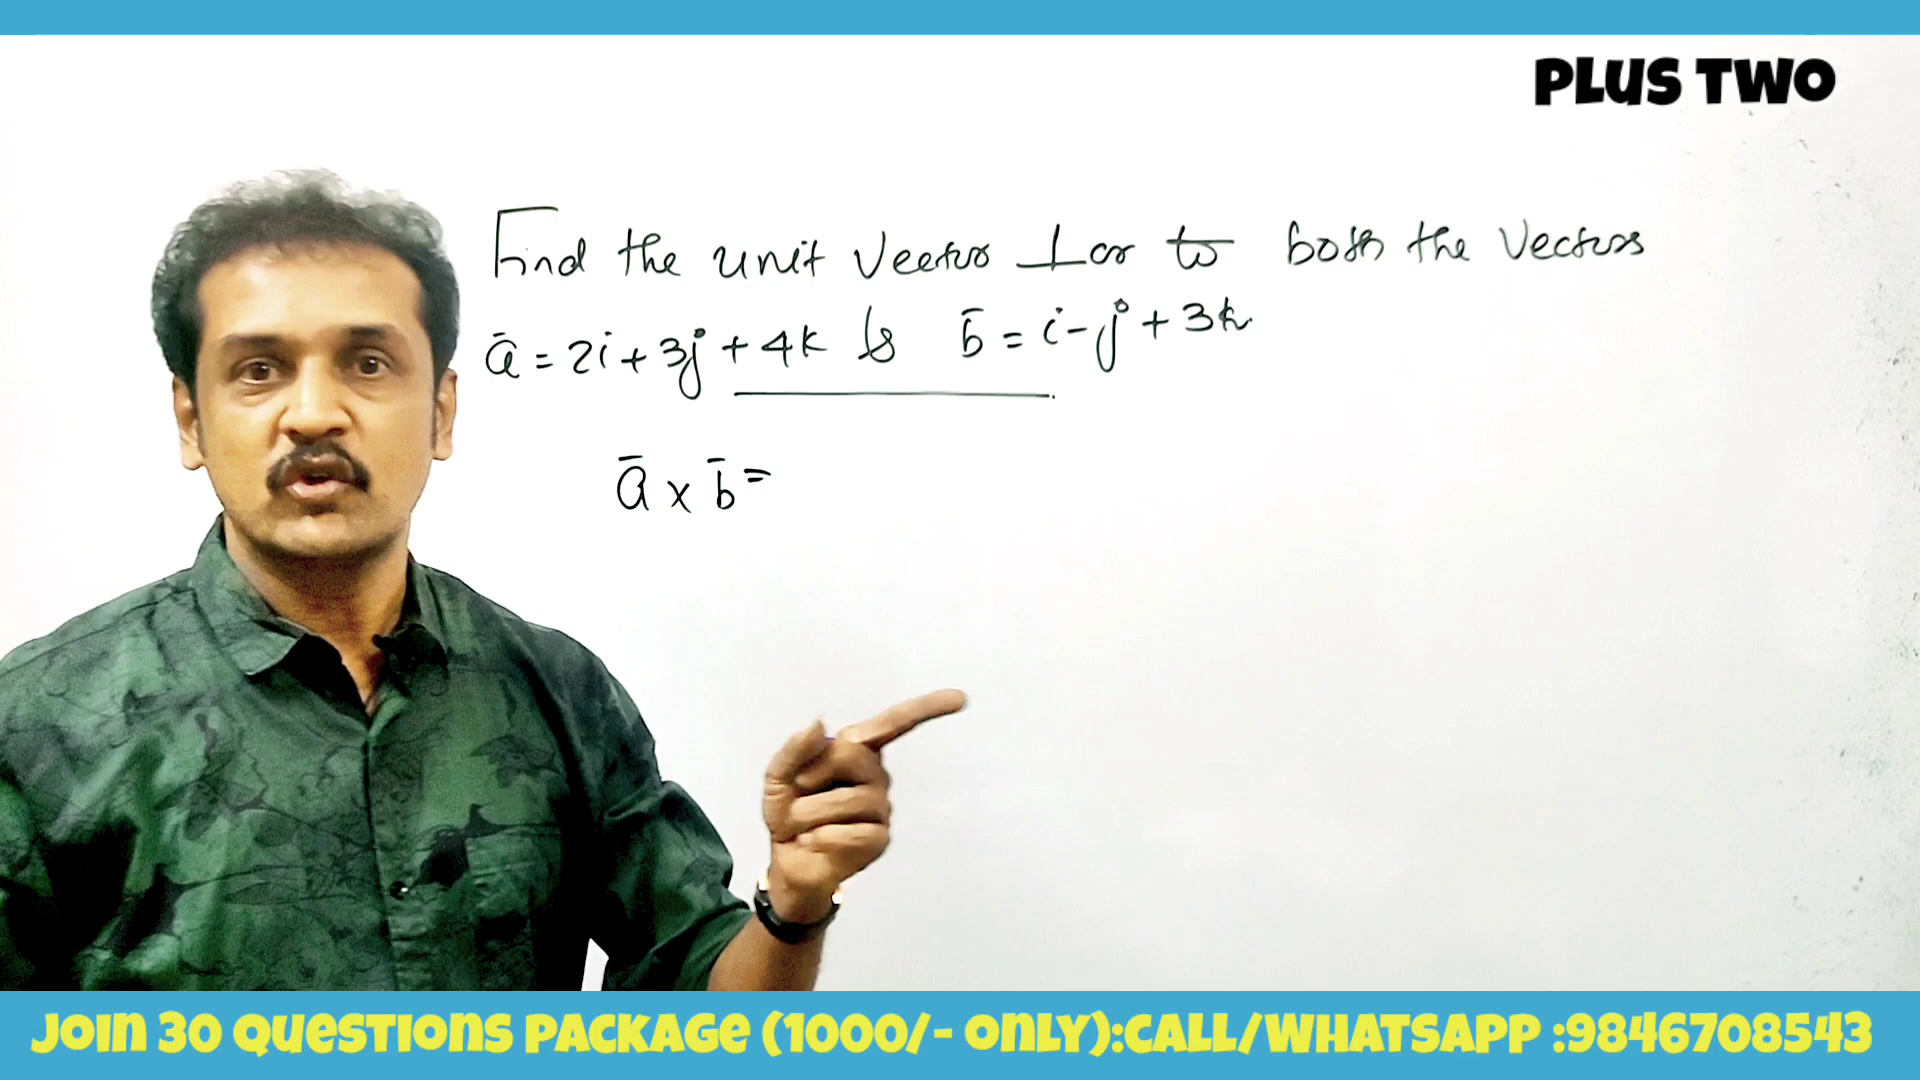 PLUS TWO
Find the unit vector ⊥ar to both the vectors
a̅ = 2i + 3j + 4k & b̅ = i - j + 3k.
a̅ x b̅ =
JOIN 30 QUESTIONS PACKAGE (1000/- ONLY):CALL/WHATSAPP :9846708543